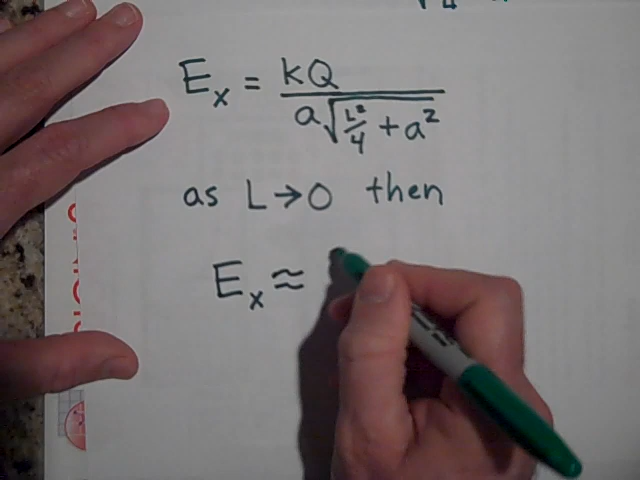 Eₓ = kQ / a√(L²/4 + a²)
as L → 0 then
Eₓ ≈